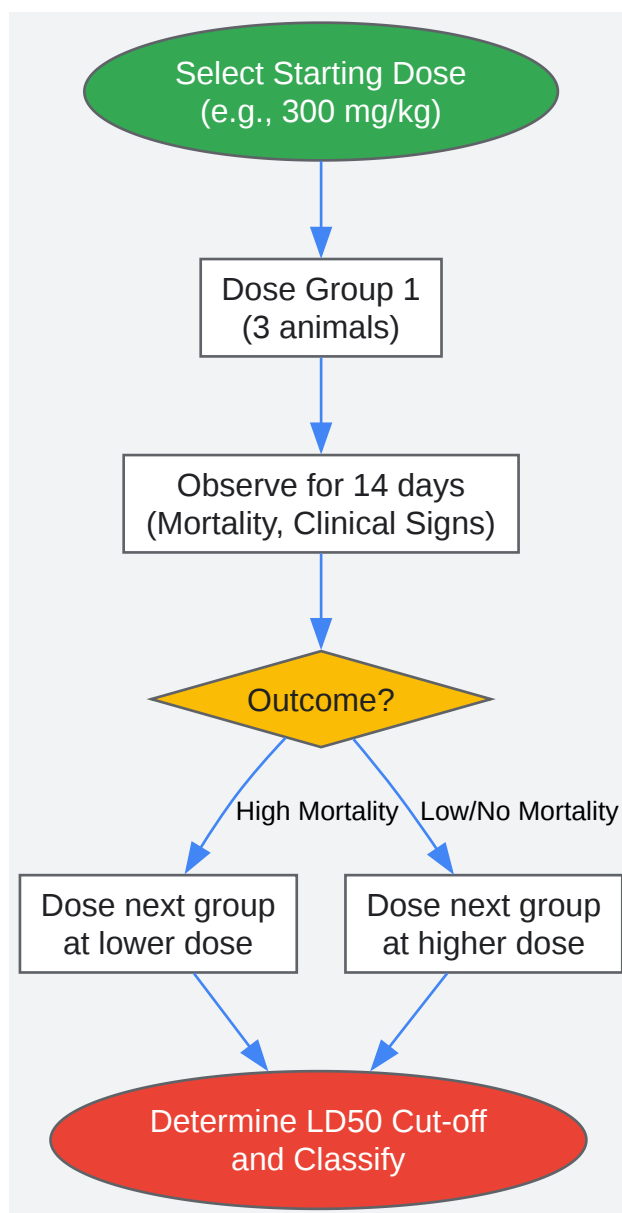 Select Starting Dose
(e.g., 300 mg/kg)
Dose Group 1
(3 animals)
Observe for 14 days
(Mortality, Clinical Signs)
Outcome?
High Mortality
Low/No Mortality
Dose next group
at lower dose
Dose next group
at higher dose
Determine LD50 Cut-off
and Classify